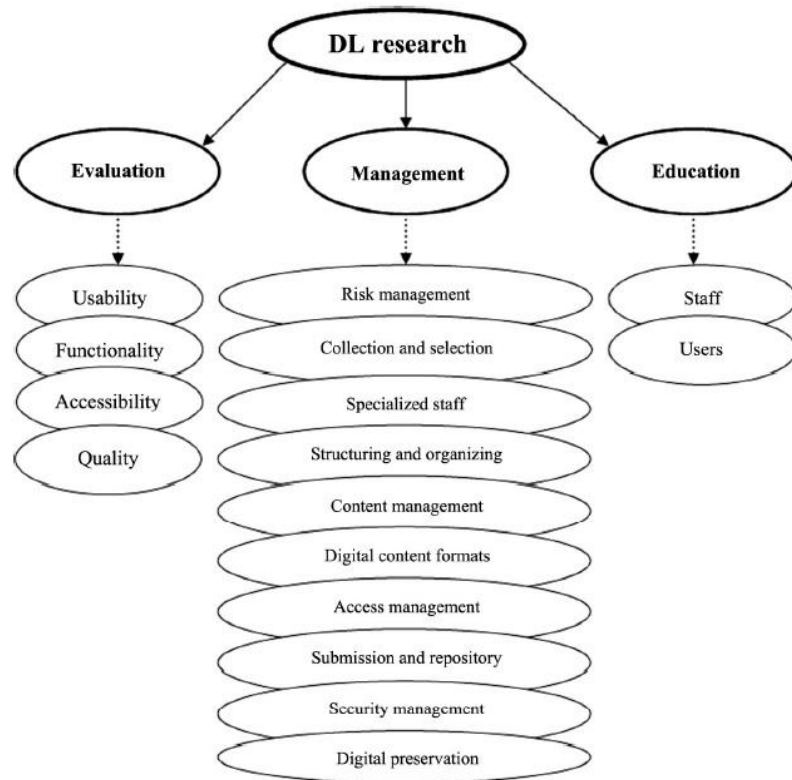 DL research
Evaluation
Management
Education
Usability
Functionality
Accessibility
Quality
Risk management
Collection and selection
Specialized staff
Structuring and organizing
Content management
Digital content formats
Access management
Submission and repository
Security management
Digital preservation
Staff
Users